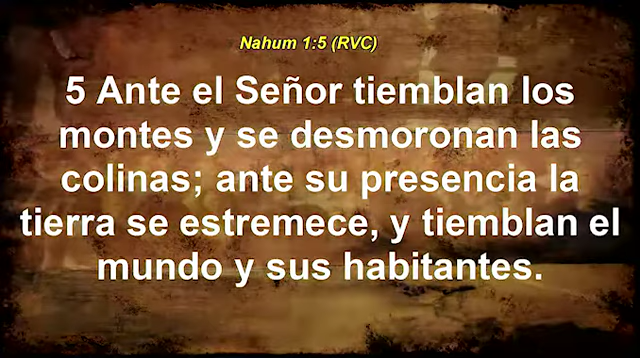 Nahum 1:5 (RVC)
5 Ante el Señor tiemblan los
montes y se desmoronan las
colinas; ante su presencia la
tierra se estremece, y tiemblan el
mundo y sus habitantes.